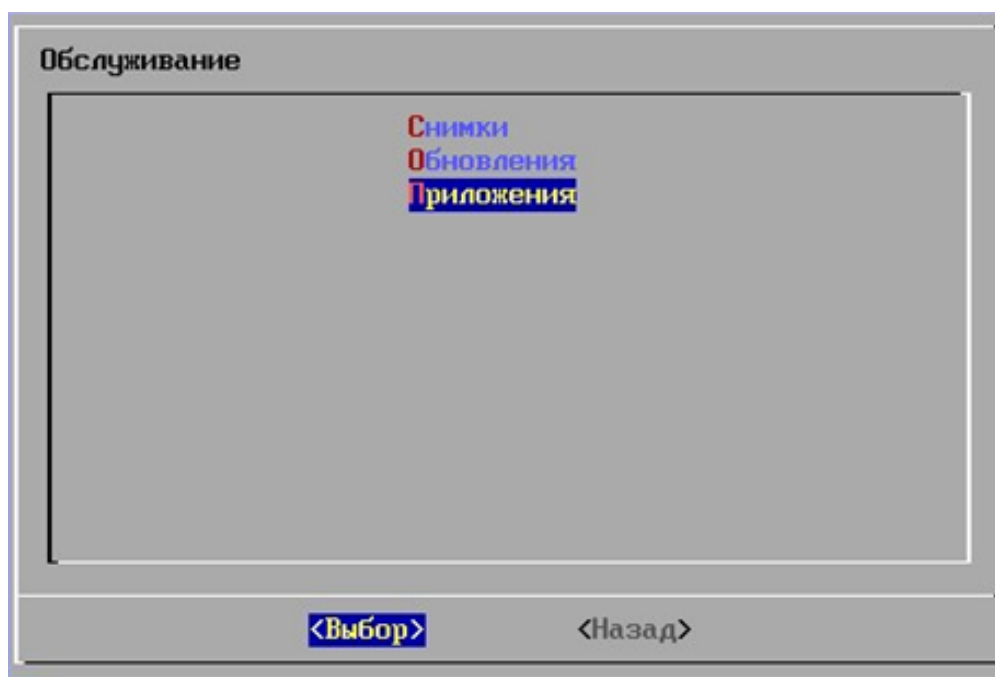 Обслуживание
Снимки
Обновления
Приложения
<Выбор> <Назад>